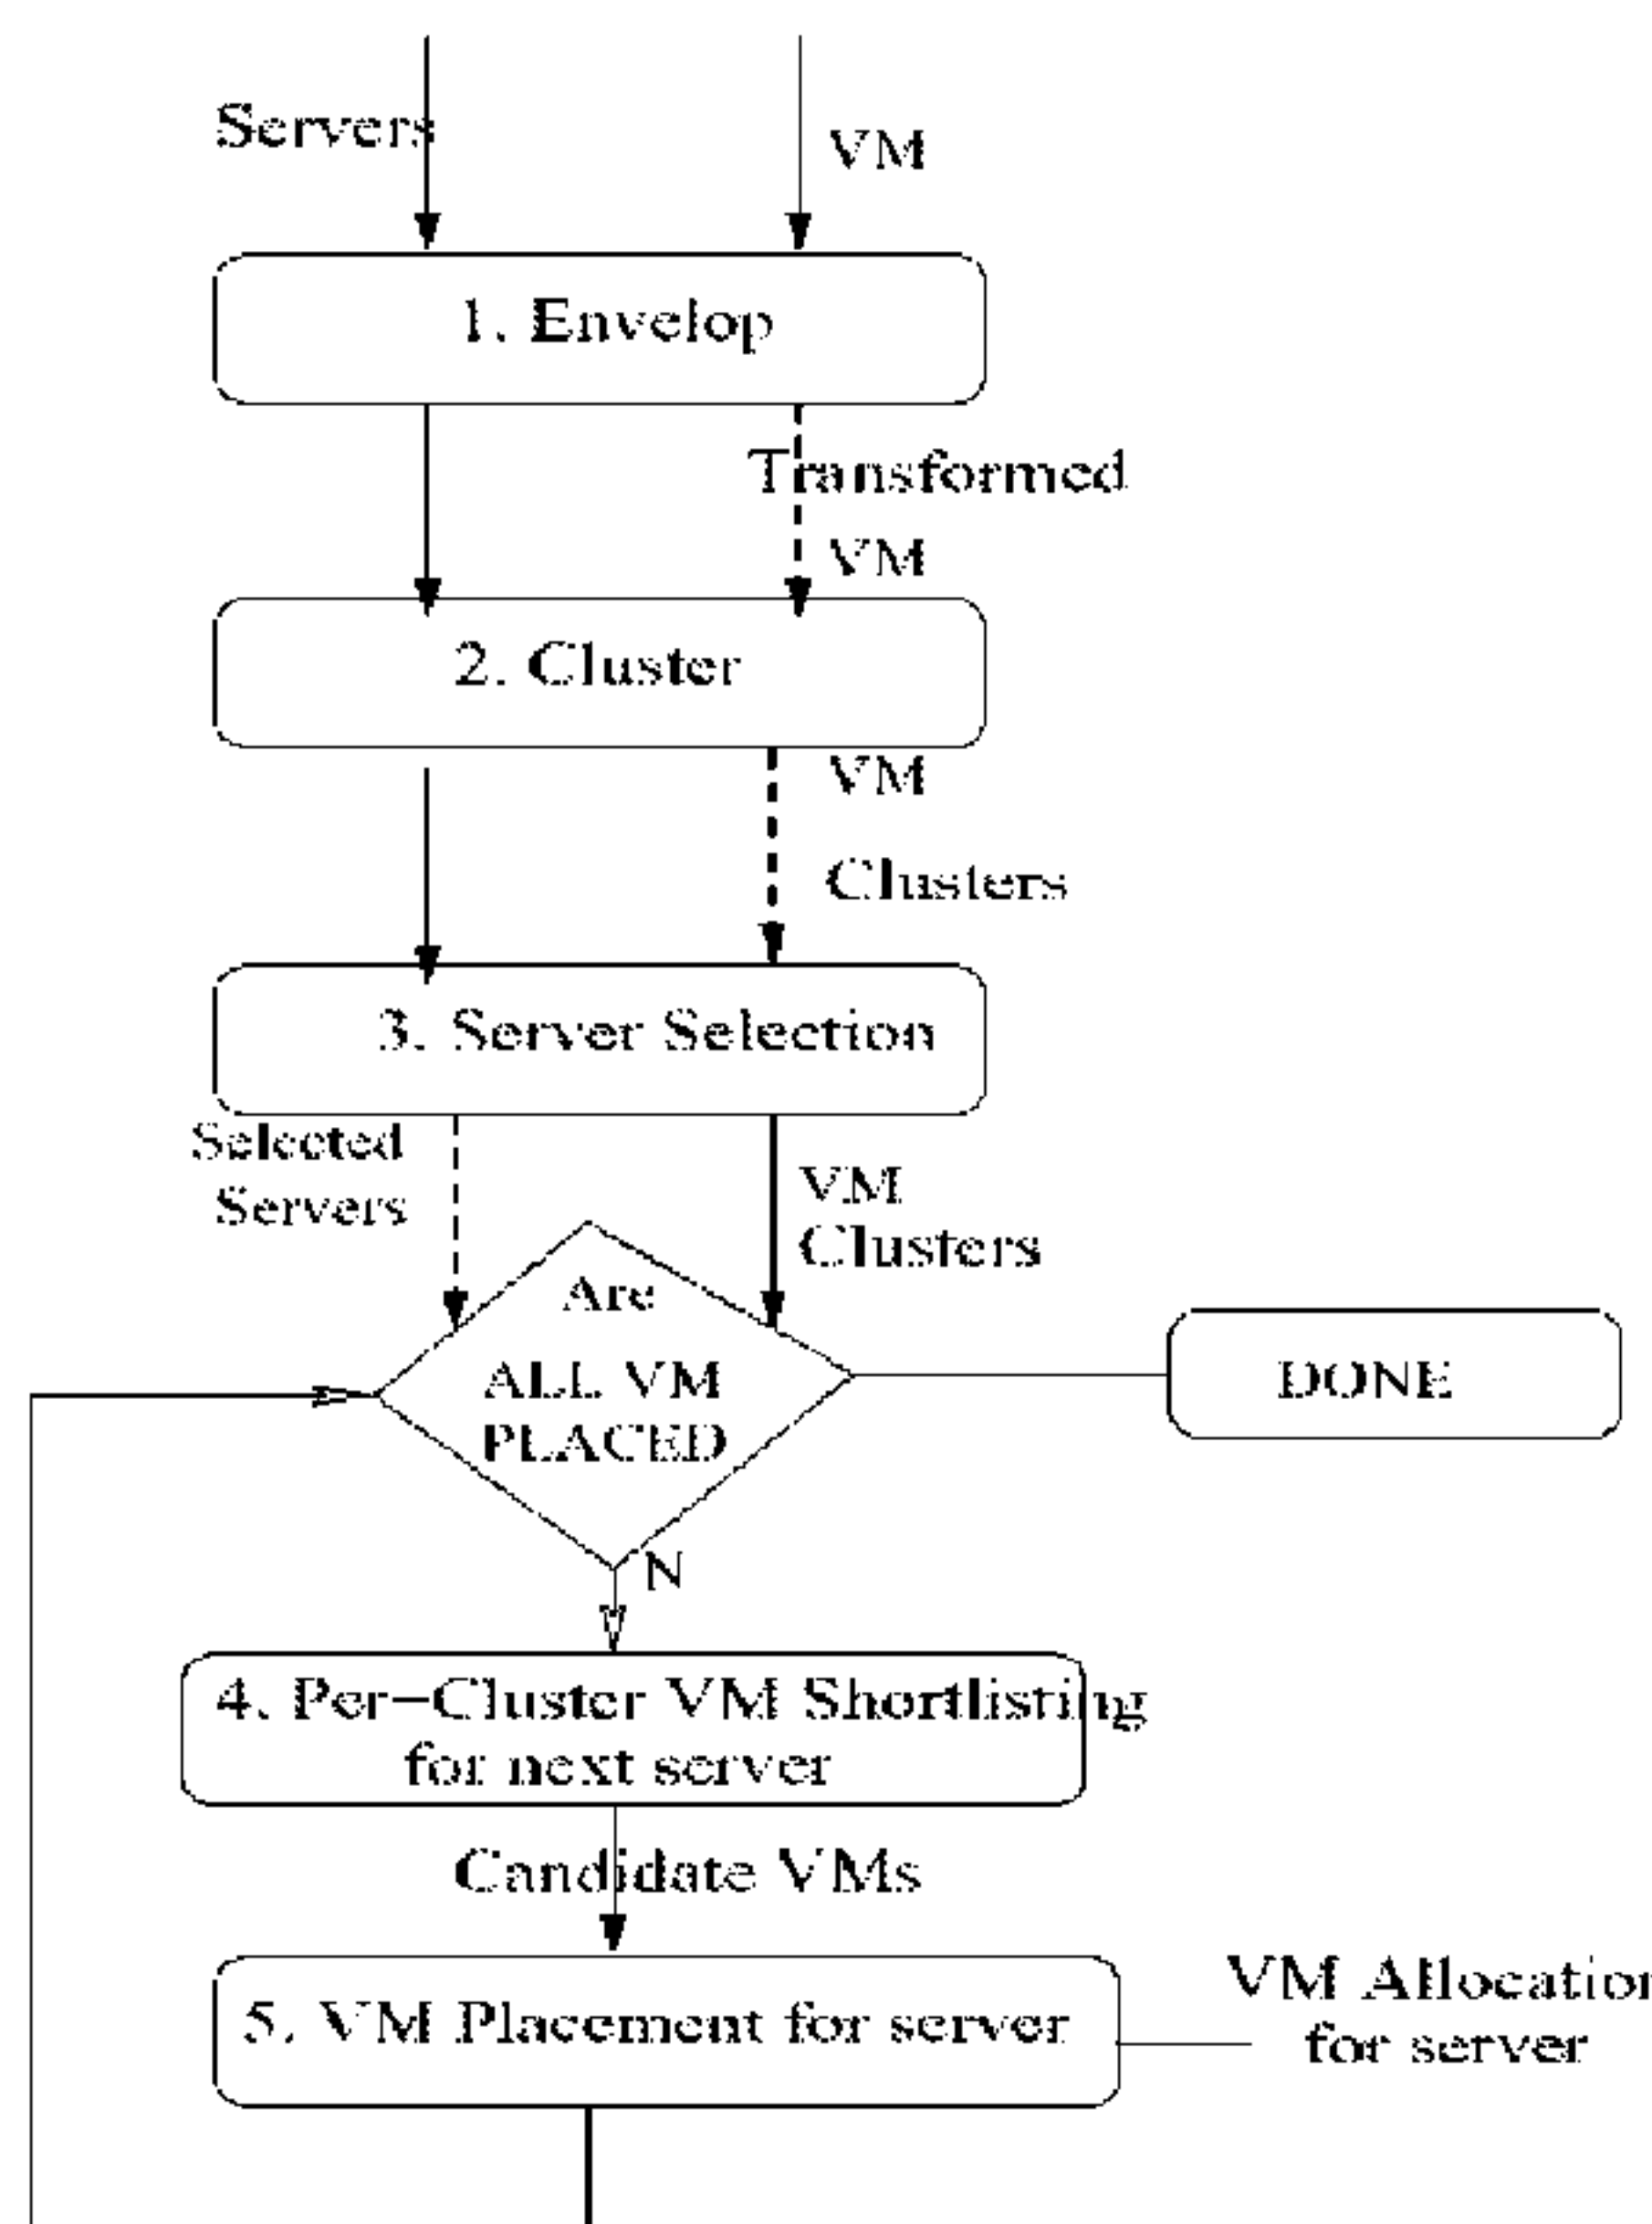 Servers
VM
1. Envelop
Transformed
VM
2. Cluster
VM
Clusters
3. Server Selection
Selected
Servers
VM
Clusters
Are
ALL VM
PLACED
DONE
N
4. Per-Cluster VM Shortlisting
for next server
Candidate VMs
5. VM Placement for server
VM Allocation
for server